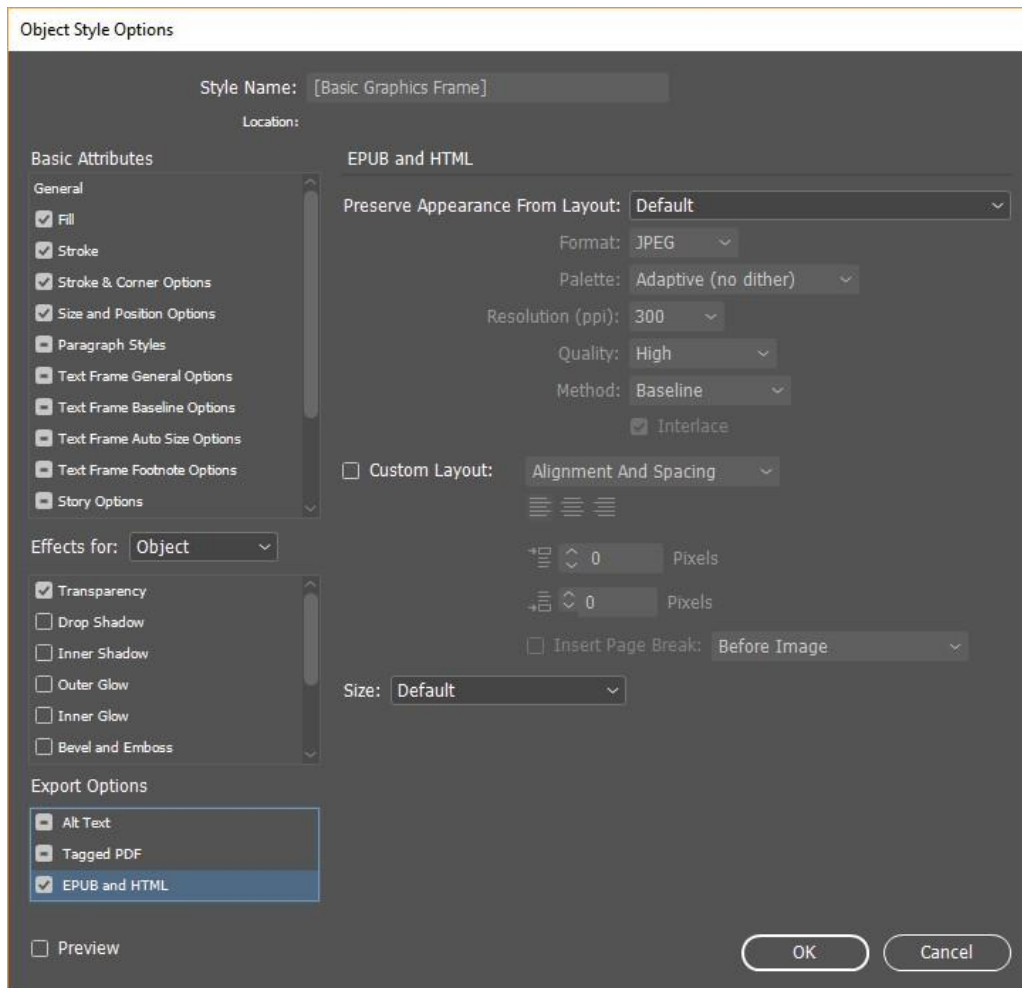 Object Style Options
Style Name: [Basic Graphics Frame]
Location:
Basic Attributes
General
Fill
Stroke
Stroke & Corner Options
Size and Position Options
Paragraph Styles
Text Frame General Options
Text Frame Baseline Options
Text Frame Auto Size Options
Text Frame Footnote Options
Story Options
Effects for: Object
Transparency
Drop Shadow
Inner Shadow
Outer Glow
Inner Glow
Bevel and Emboss
Export Options
Alt Text
Tagged PDF
EPUB and HTML
Preview
EPUB and HTML
Preserve Appearance From Layout: Default
Format: JPEG
Palette: Adaptive (no dither)
Resolution (ppi): 300
Quality: High
Method: Baseline
Interlace
Custom Layout: Alignment And Spacing
0 Pixels
0 Pixels
Insert Page Break: Before Image
Size: Default
OK Cancel